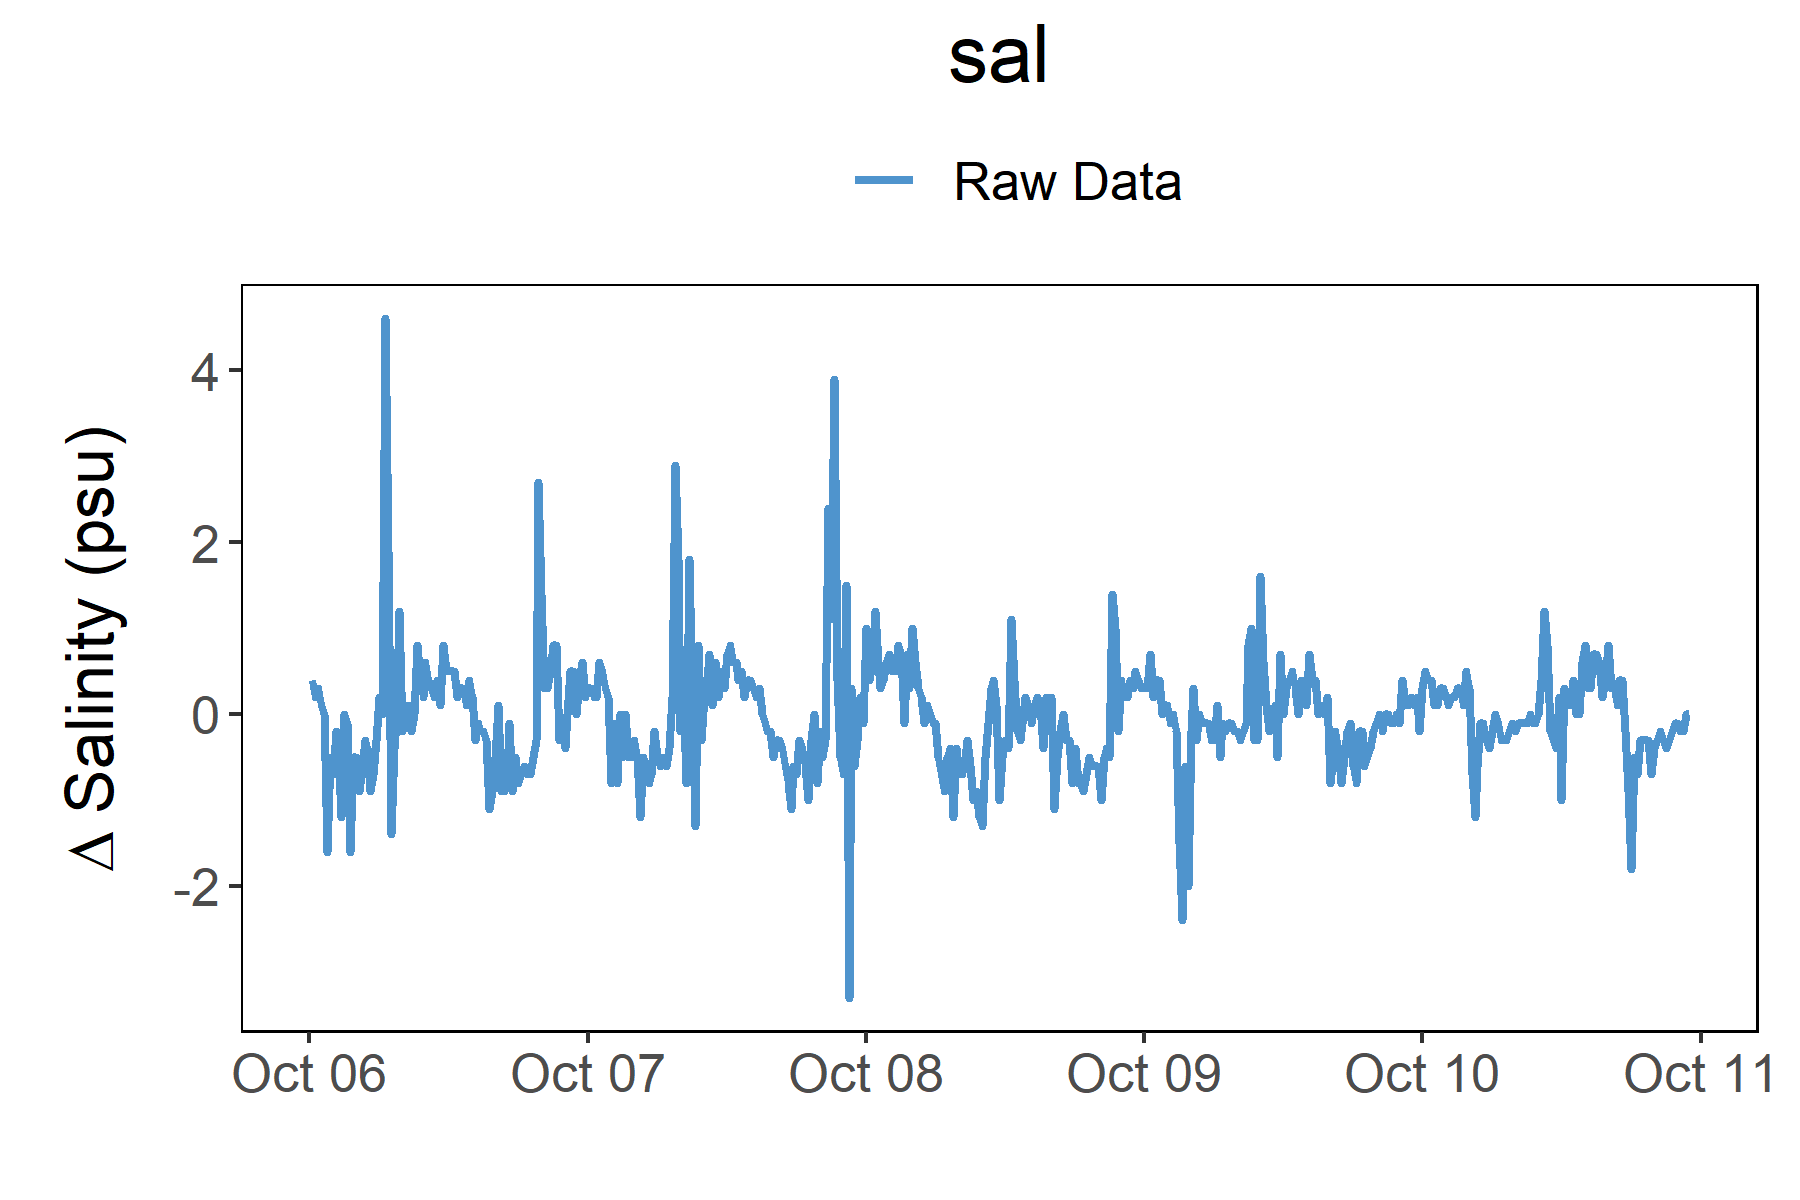 sal
Raw Data
Δ Salinity (psu)
4
2
0
-2
Oct 06 Oct 07 Oct 08 Oct 09 Oct 10 Oct 11